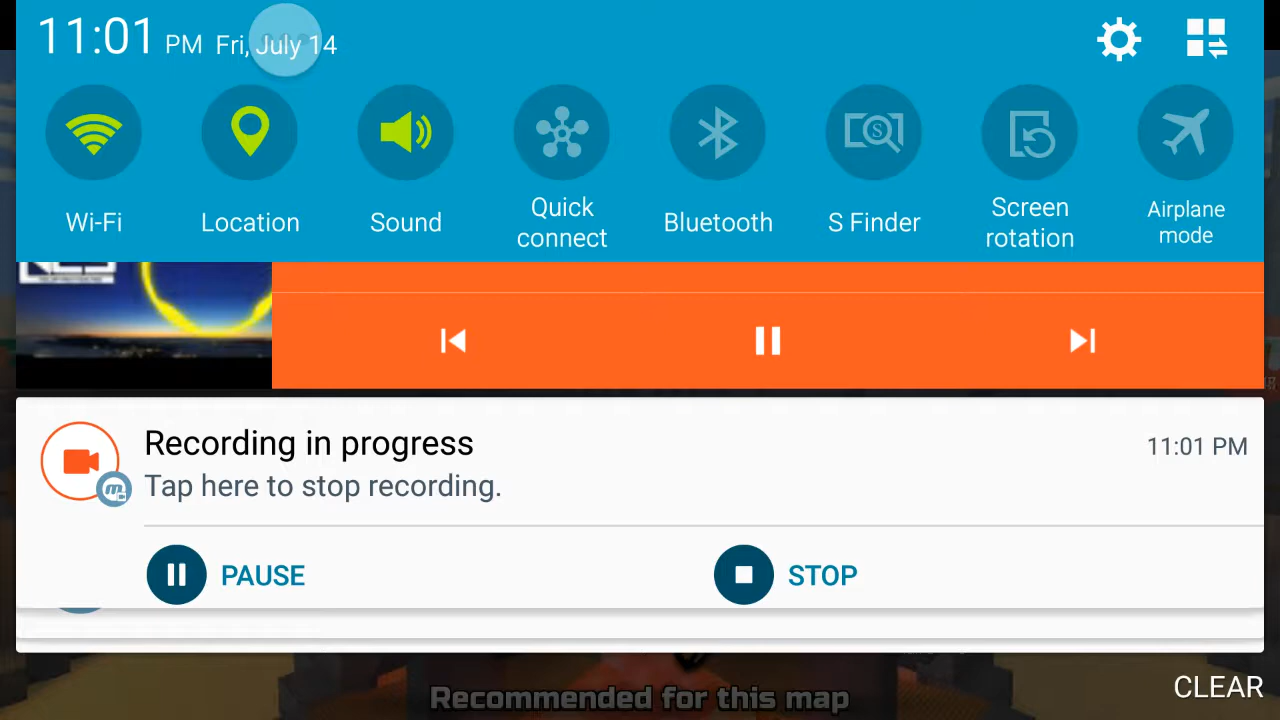 11:01 PM Fri, July 14
Wi-Fi
Location
Sound
Quick
connect
Bluetooth
S Finder
Screen
rotation
Airplane
mode
Recording in progress
11:01 PM
Tap here to stop recording.
PAUSE
STOP
Recommended for this map
CLEAR